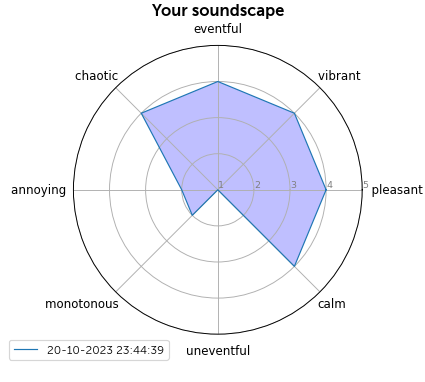 Your soundscape
eventful
chaotic
vibrant
annoying
1
2
3
4
5
pleasant
monotonous
calm
uneventful
20-10-2023 23:44:39